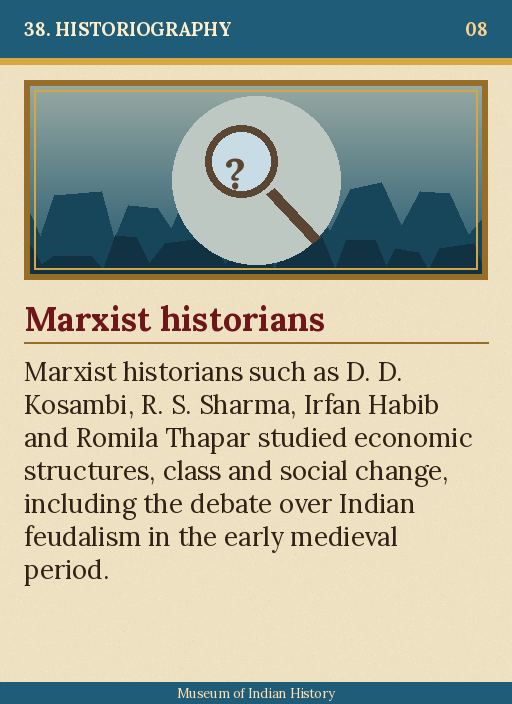 38. HISTORIOGRAPHY
08
?
Marxist historians
Marxist historians such as D. D.
Kosambi, R. S. Sharma, Irfan Habib
and Romila Thapar studied economic
structures, class and social change,
including the debate over Indian
feudalism in the early medieval
period.
Museum of Indian History